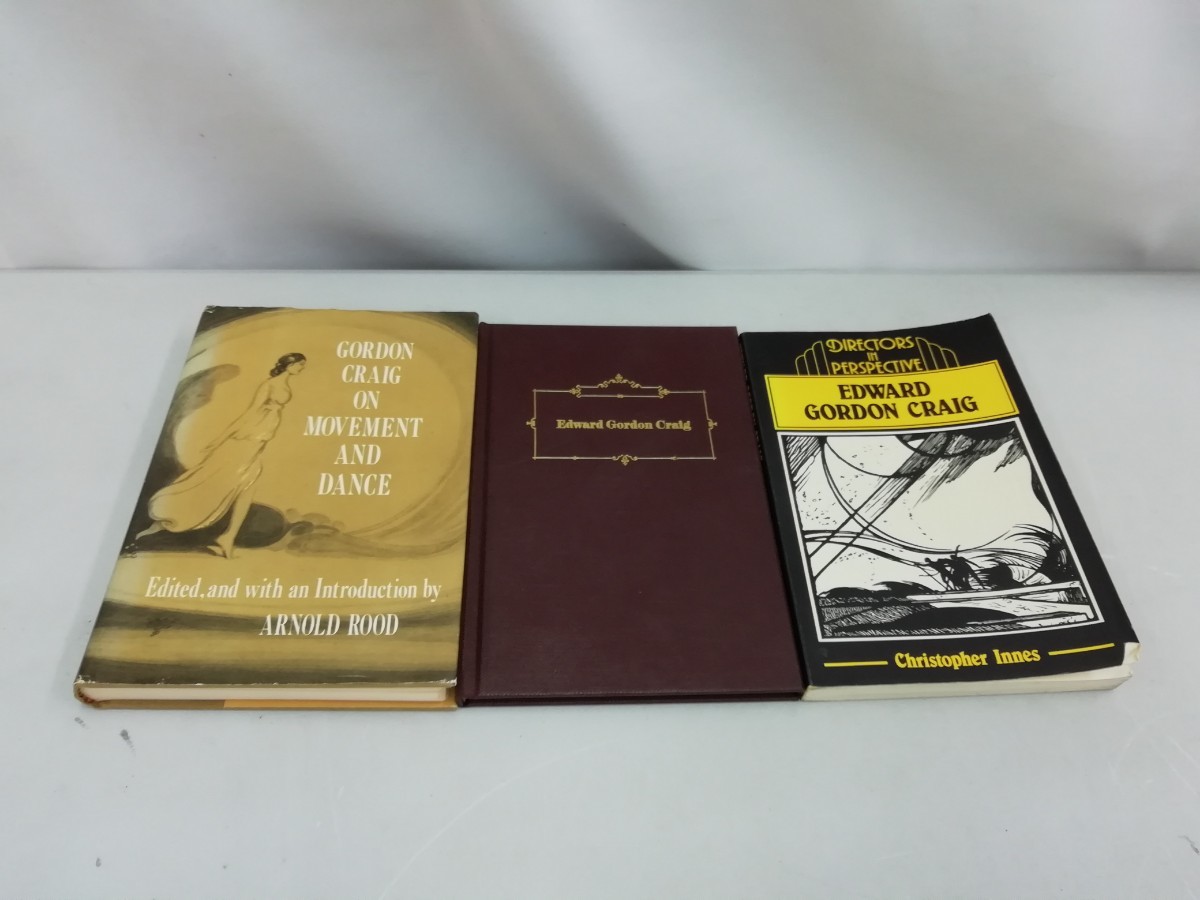 GORDON
CRAIG
ON
MOVEMENT
AND
DANCE
Edited, and with an Introduction by
ARNOLD ROOD
Edward Gordon Craig
DIRECTORS
IN
PERSPECTIVE
EDWARD
GORDON CRAIG
Christopher Innes